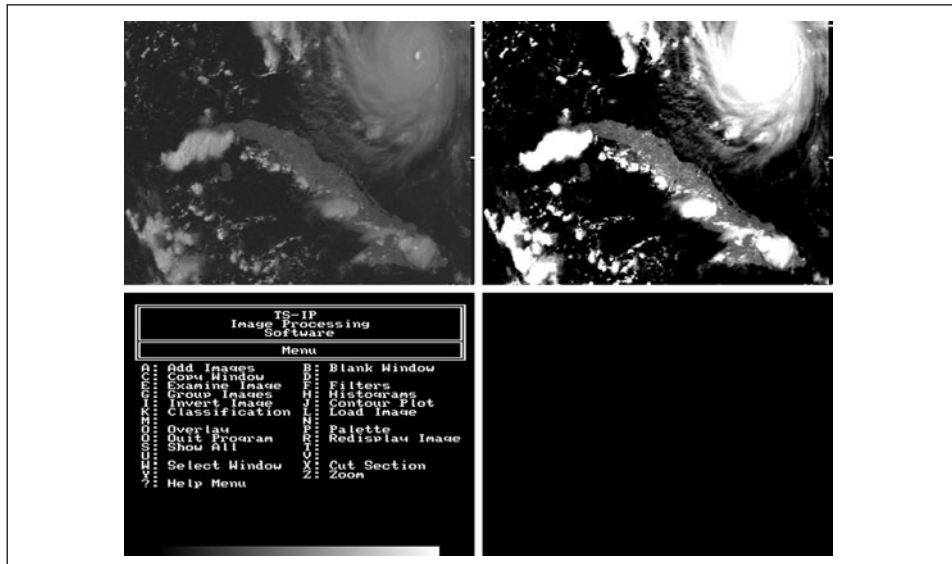 TS-IP
Image Processing
Software
Menu
A: Add Images B: Blank Window
C: Copy Window D:
E: Examine Image F: Filters
G: Group Images H: Histograms
I: Invert Image J: Contour Plot
K: Classification L: Load Image
M: N:
O: Overlay P: Palette
Q: Quit Program R: Redisplay Image
S: Show All T:
U: V:
W: Select Window X: Cut Section
Y: Z: Zoom
?: Help Menu